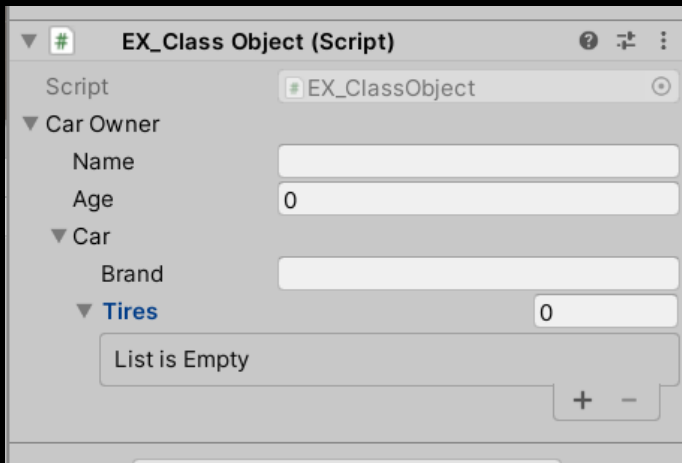 # EX_Class Object (Script)
Script # EX_ClassObject
Car Owner
Name
Age 0
Car
Brand
Tires 0
List is Empty
+ −